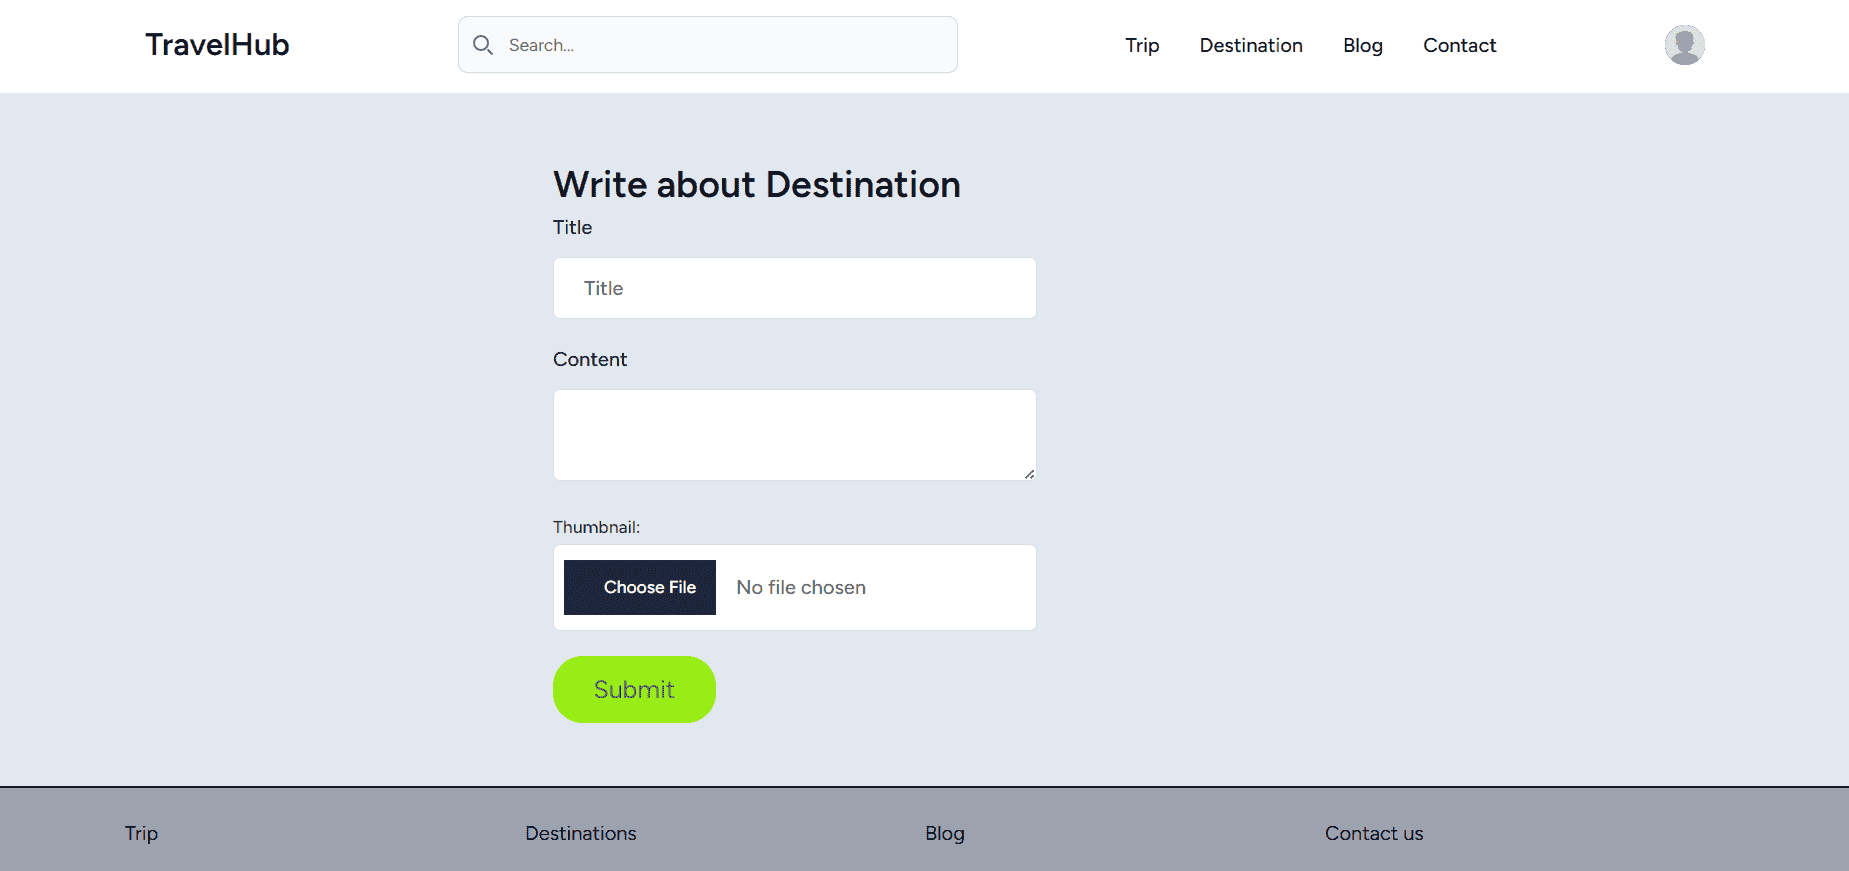 TravelHub
Search...
Trip
Destination
Blog
Contact
Write about Destination
Title
Title
Content
Thumbnail:
Choose File
No file chosen
Submit
Trip
Destinations
Blog
Contact us